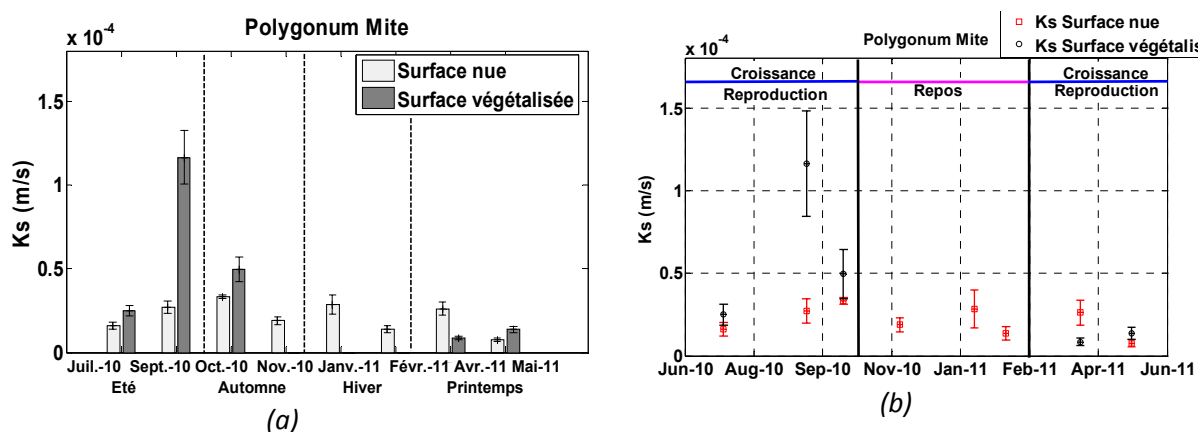 Polygonum Mite
x 10⁻⁴
Surface nue
Surface végétalisée
1.5
1
0.5
0
Ks (m/s)
Juil.-10 Sept.-10 Oct.-10 Nov.-10 Janv.-11 Févr.-11 Avr.-11 Mai-11
Eté Automne Hiver Printemps
(a)
Ks Surface nue
Ks Surface végétalis
x 10⁻⁴
Polygonum Mite
Croissance
Reproduction
Repos
Croissance
Reproduction
1.5
1
0.5
0
Ks (m/s)
Jun-10 Aug-10 Sep-10 Nov-10 Jan-11 Feb-11 Apr-11 Jun-11
(b)